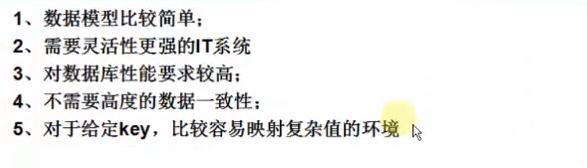 1、数据模型比较简单；
2、需要灵活性更强的IT系统
3、对数据库性能要求较高；
4、不需要高度的数据一致性；
5、对于给定key，比较容易映射复杂值的环境